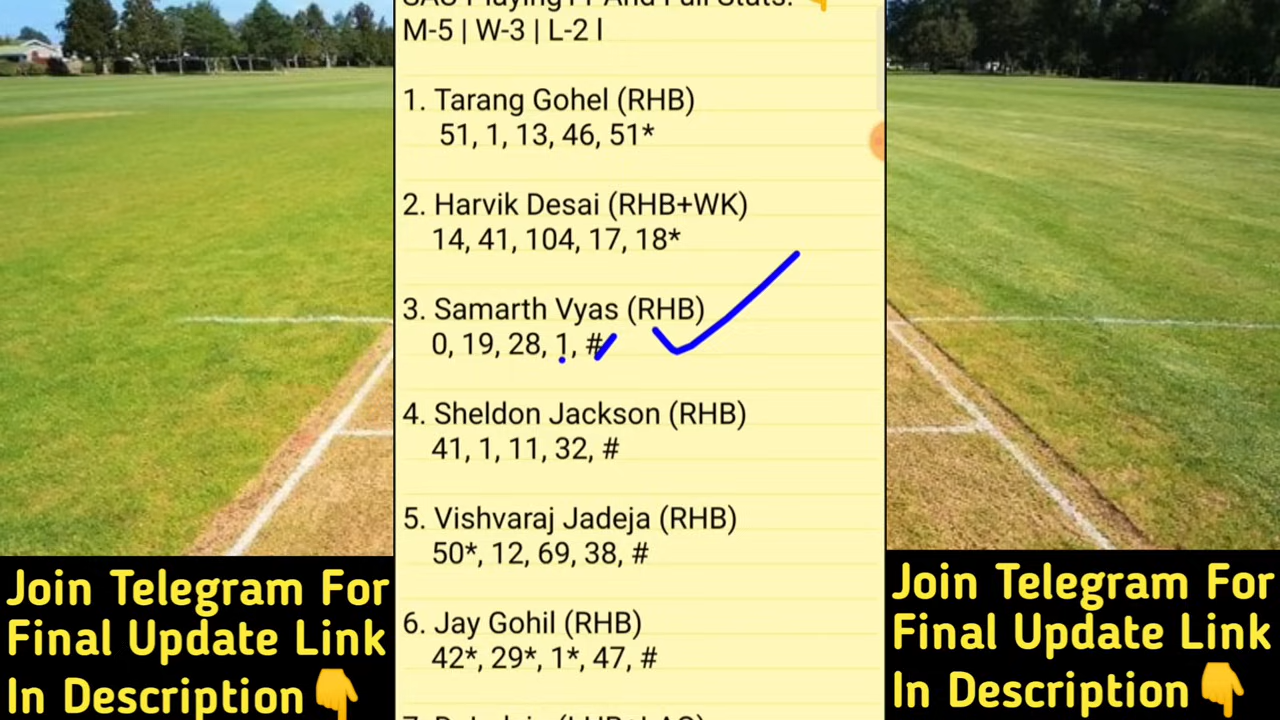 M-5 | W-3 | L-2 l
1. Tarang Gohel (RHB)
51, 1, 13, 46, 51*
2. Harvik Desai (RHB+WK)
14, 41, 104, 17, 18*
3. Samarth Vyas (RHB)
0, 19, 28, 1, #
4. Sheldon Jackson (RHB)
41, 1, 11, 32, #
5. Vishvaraj Jadeja (RHB)
50*, 12, 69, 38, #
6. Jay Gohil (RHB)
42*, 29*, 1*, 47, #
Join Telegram For
Final Update Link
In Description👇
Join Telegram For
Final Update Link
In Description👇